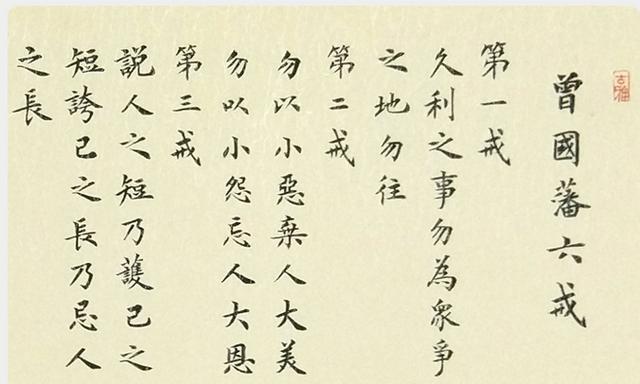 曾國藩六戒
第一戒
久利之事勿為衆爭
之地勿往
第二戒
勿以小惡棄人大美
勿以小怨忘人大恩
第三戒
説人之短乃護己之
短誇己之長乃忌人
之長